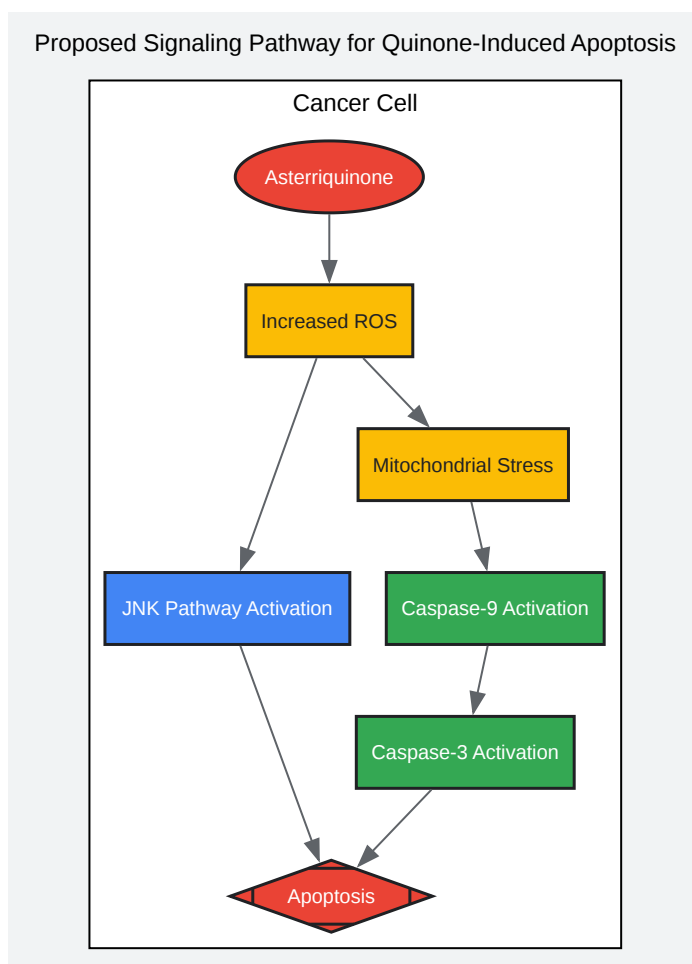 Proposed Signaling Pathway for Quinone-Induced Apoptosis
Cancer Cell
Asterriquinone
Increased ROS
Mitochondrial Stress
JNK Pathway Activation
Caspase-9 Activation
Caspase-3 Activation
Apoptosis